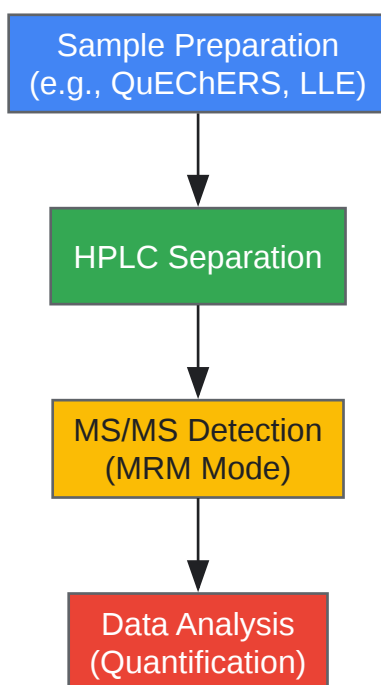 Sample Preparation
(e.g., QuEChERS, LLE)
HPLC Separation
MS/MS Detection
(MRM Mode)
Data Analysis
(Quantification)